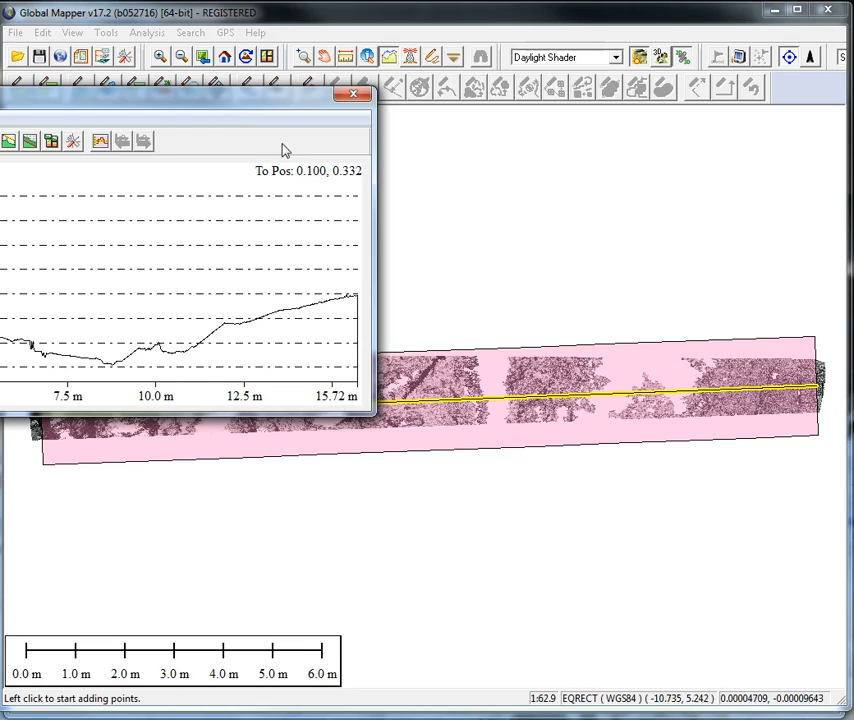 Global Mapper v17.2 (b052716) [64-bit] - REGISTERED
File Edit View Tools Analysis Search GPS Help
Daylight Shader
S
To Pos: 0.100, 0.332
7.5 m 10.0 m 12.5 m 15.72 m
0.0 m 1.0 m 2.0 m 3.0 m 4.0 m 5.0 m 6.0 m
Left click to start adding points. 1:62.9 EQRECT ( WGS84 ) ( -10.735, 5.242 ) 0.00004709, -0.00009643